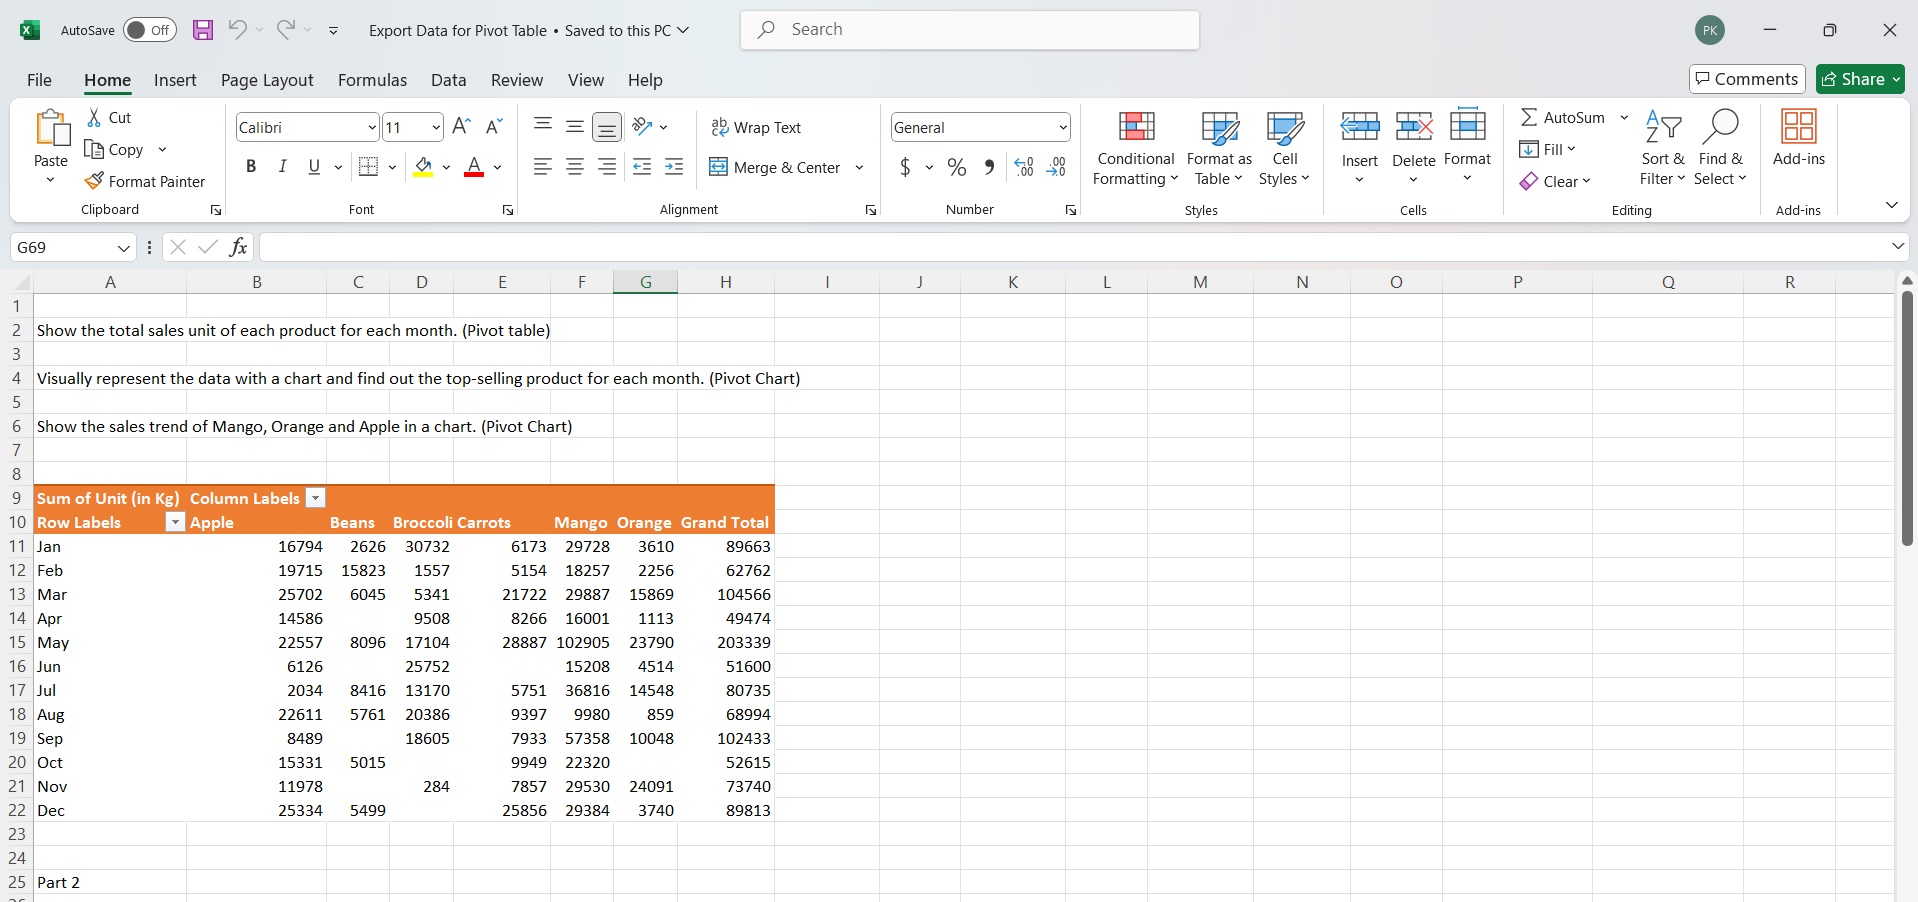 AutoSave Off Export Data for Pivot Table • Saved to this PC Search PK
File Home Insert Page Layout Formulas Data Review View Help Comments Share
Paste Cut Copy Format Painter Clipboard
Calibri 11 A A B I U A Font
ab Wrap Text Merge & Center Alignment
General $ % , .00 .00 Number
Conditional Formatting Format as Table Cell Styles Styles
Insert Delete Format Cells
AutoSum Fill Clear Sort & Filter Find & Select Editing
Add-ins Add-ins
G69 fx
A B C D E F G H I J K L M N O P Q R
1
2 Show the total sales unit of each product for each month. (Pivot table)
3
4 Visually represent the data with a chart and find out the top-selling product for each month. (Pivot Chart)
5
6 Show the sales trend of Mango, Orange and Apple in a chart. (Pivot Chart)
7
8
9 Sum of Unit (in Kg) Column Labels
10 Row Labels Apple Beans Broccoli Carrots Mango Orange Grand Total
11 Jan 16794 2626 30732 6173 29728 3610 89663
12 Feb 19715 15823 1557 5154 18257 2256 62762
13 Mar 25702 6045 5341 21722 29887 15869 104566
14 Apr 14586 9508 8266 16001 1113 49474
15 May 22557 8096 17104 28887 102905 23790 203339
16 Jun 6126 25752 15208 4514 51600
17 Jul 2034 8416 13170 5751 36816 14548 80735
18 Aug 22611 5761 20386 9397 9980 859 68994
19 Sep 8489 18605 7933 57358 10048 102433
20 Oct 15331 5015 9949 22320 52615
21 Nov 11978 284 7857 29530 24091 73740
22 Dec 25334 5499 25856 29384 3740 89813
23
24
25 Part 2